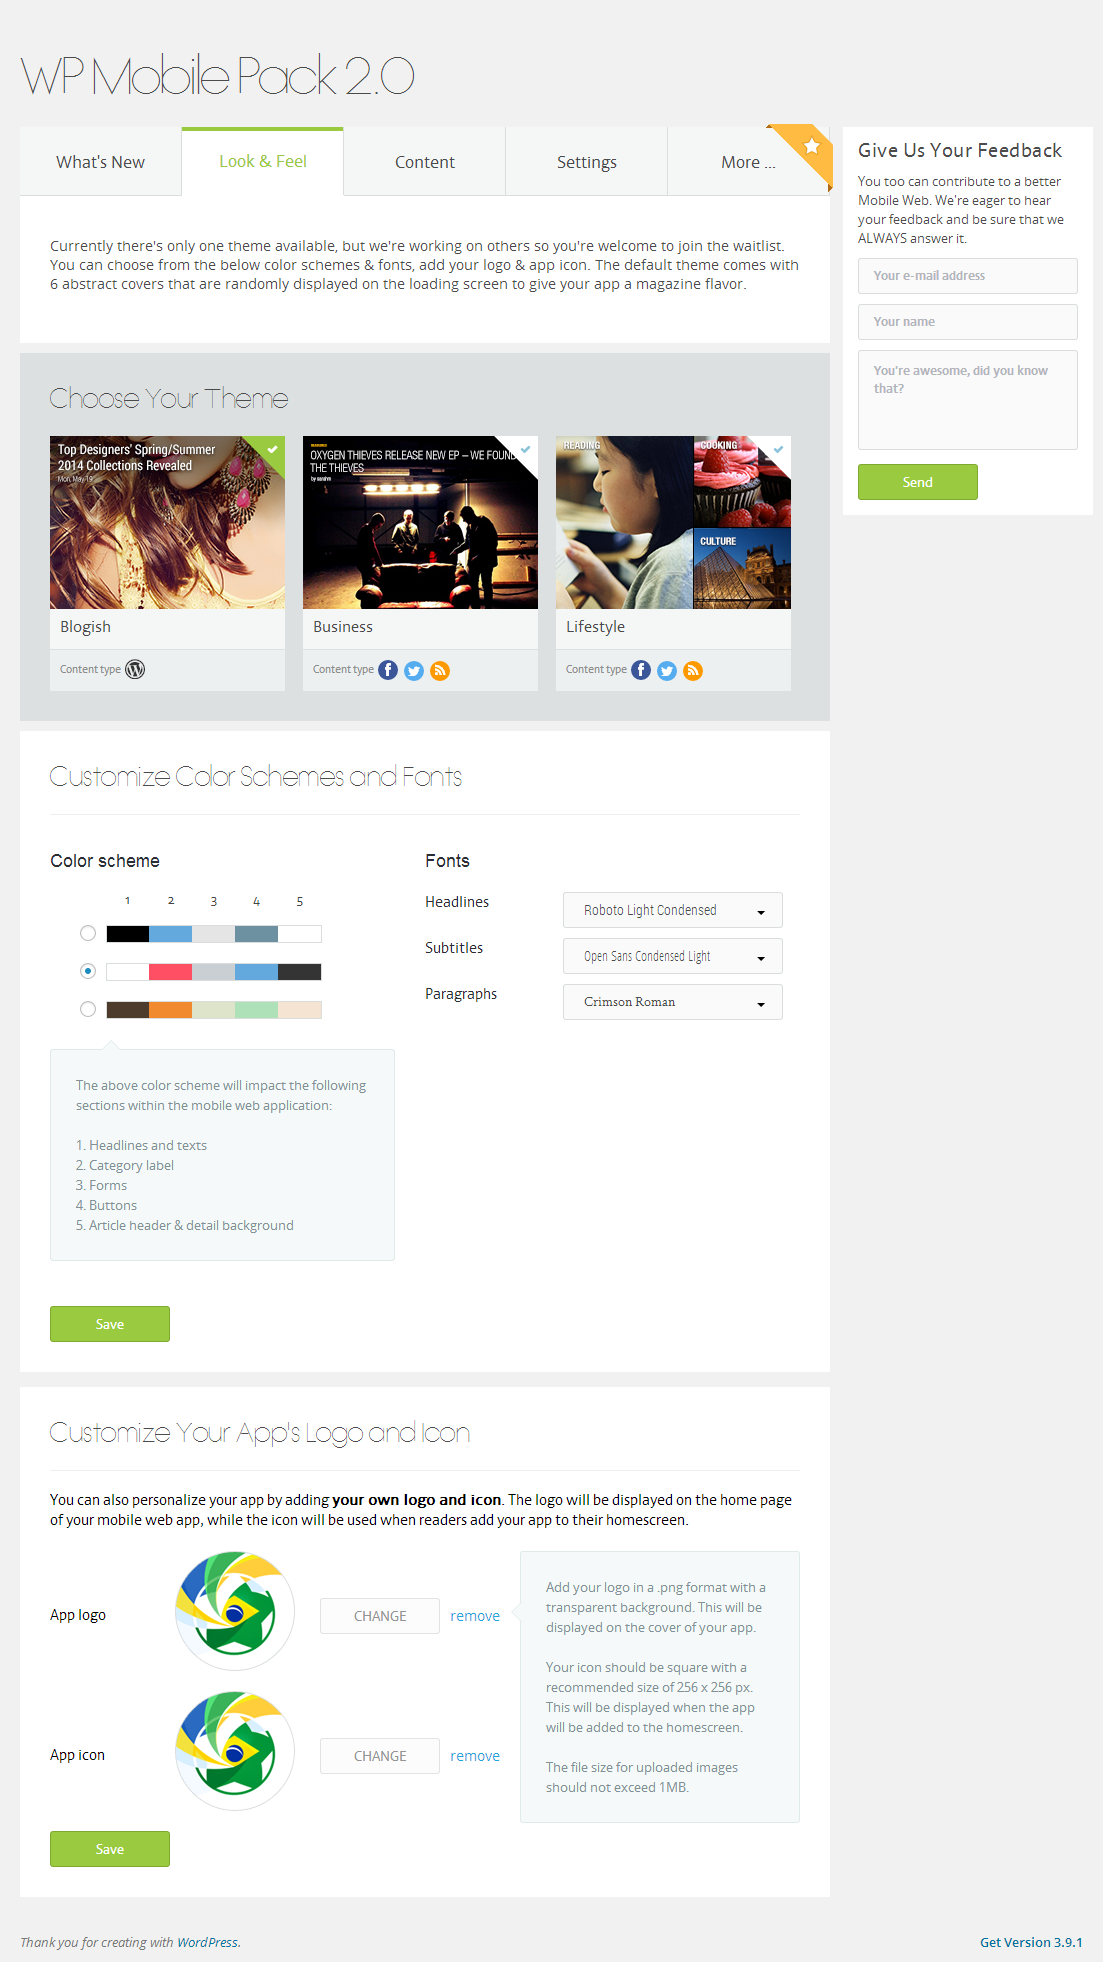 WP Mobile Pack 2.0
What's New
Look & Feel
Content
Settings
More ...
Currently there's only one theme available, but we're working on others so you're welcome to join the waitlist.
You can choose from the below color schemes & fonts, add your logo & app icon. The default theme comes with
6 abstract covers that are randomly displayed on the loading screen to give your app a magazine flavor.
Give Us Your Feedback
You too can contribute to a better
Mobile Web. We're eager to hear
your feedback and be sure that we
ALWAYS answer it.
Your e-mail address
Your name
You're awesome, did you know
that?
Send
Choose Your Theme
Top Designers' Spring/Summer
2014 Collections Revealed
Mon, May 19
Blogish
Content type
OXYGEN THIEVES RELEASE NEW EP – WE FOUND
THE THIEVES
by sandra
Business
Content type
READING
COOKING
CULTURE
Lifestyle
Content type
Customize Color Schemes and Fonts
Color scheme
1 2 3 4 5
The above color scheme will impact the following
sections within the mobile web application:
1. Headlines and texts
2. Category label
3. Forms
4. Buttons
5. Article header & detail background
Fonts
Headlines
Roboto Light Condensed
Subtitles
Open Sans Condensed Light
Paragraphs
Crimson Roman
Save
Customize Your App's Logo and Icon
You can also personalize your app by adding your own logo and icon. The logo will be displayed on the home page
of your mobile web app, while the icon will be used when readers add your app to their homescreen.
App logo
CHANGE
remove
App icon
CHANGE
remove
Add your logo in a .png format with a
transparent background. This will be
displayed on the cover of your app.
Your icon should be square with a
recommended size of 256 x 256 px.
This will be displayed when the app
will be added to the homescreen.
The file size for uploaded images
should not exceed 1MB.
Save
Thank you for creating with WordPress.
Get Version 3.9.1